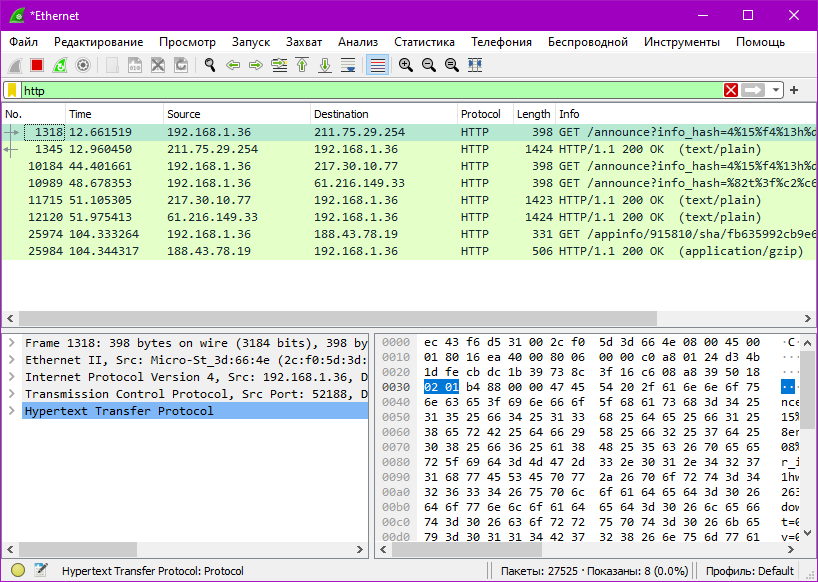 *Ethernet
Файл Редактирование Просмотр Запуск Захват Анализ Статистика Телефония Беспроводной Инструменты Помощь
http
No. Time Source Destination Protocol Length Info
1318 12.661519 192.168.1.36 211.75.29.254 HTTP 398 GET /announce?info_hash=4%15%f4%13h%d
1345 12.960450 211.75.29.254 192.168.1.36 HTTP 1424 HTTP/1.1 200 OK (text/plain)
10184 44.401661 192.168.1.36 217.30.10.77 HTTP 398 GET /announce?info_hash=4%15%f4%13h%d
10989 48.678353 192.168.1.36 61.216.149.33 HTTP 398 GET /announce?info_hash=%82t%3f%c2%c6
11715 51.105305 217.30.10.77 192.168.1.36 HTTP 1423 HTTP/1.1 200 OK (text/plain)
12120 51.975413 61.216.149.33 192.168.1.36 HTTP 1424 HTTP/1.1 200 OK (text/plain)
25974 104.333264 192.168.1.36 188.43.78.19 HTTP 331 GET /appinfo/915810/sha/fb635992cb9e6
25984 104.344317 188.43.78.19 192.168.1.36 HTTP 506 HTTP/1.1 200 OK (application/gzip)
Frame 1318: 398 bytes on wire (3184 bits), 398 by
Ethernet II, Src: Micro-St_3d:66:4e (2c:f0:5d:3d:
Internet Protocol Version 4, Src: 192.168.1.36, D
Transmission Control Protocol, Src Port: 52188, D
Hypertext Transfer Protocol
0000 ec 43 f6 d5 31 00 2c f0 5d 3d 66 4e 08 00 45 00 ·C··
0010 01 80 16 ea 40 00 80 06 00 00 c0 a8 01 24 d3 4b ····
0020 1d fe cb dc 1b 39 73 8c 3f 16 c6 08 a8 39 50 18 ····
0030 02 01 b4 88 00 00 47 45 54 20 2f 61 6e 6e 6f 75 ··
0040 6e 63 65 3f 69 6e 66 6f 5f 68 61 73 68 3d 34 25 nce
0050 31 35 25 66 34 25 31 33 68 25 64 65 25 66 31 25 15%
0060 38 65 72 42 25 64 66 29 58 25 66 32 25 37 64 25 8er
0070 30 38 25 66 36 25 61 38 48 25 35 63 26 70 65 65 08%
0080 72 5f 69 64 3d 4d 47 2d 33 2e 30 31 2e 34 32 37 r_i
0090 31 68 77 45 53 45 70 77 2a 26 70 6f 72 74 3d 34 1hw
00a0 32 36 33 34 26 75 70 6c 6f 61 64 65 64 3d 30 26 263
00b0 64 6f 77 6e 6c 6f 61 64 65 64 3d 30 26 6c 65 66 dow
00c0 74 3d 30 26 63 6f 72 72 75 70 74 3d 30 26 6b 65 t=0
00d0 79 3d 30 31 31 34 42 37 32 38 26 6e 75 6d 77 61 y=0
Hypertext Transfer Protocol: Protocol Пакеты: 27525 · Показаны: 8 (0.0%) Профиль: Default